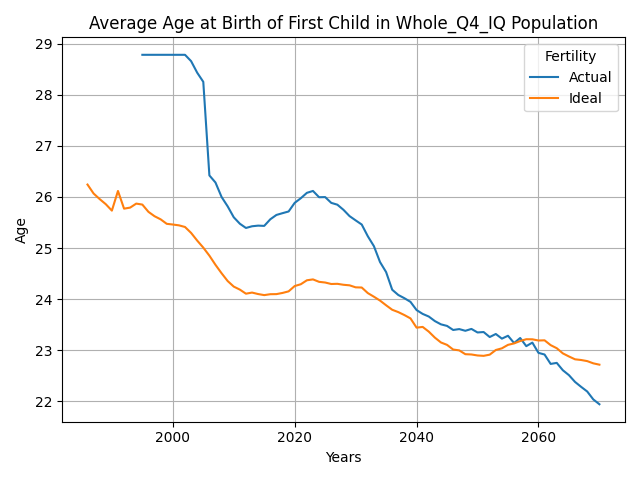 Average Age at Birth of First Child in Whole_Q4_IQ Population
Fertility
Actual
Ideal
29
28
27
26
25
24
23
22
Age
2000
2020
2040
2060
Years